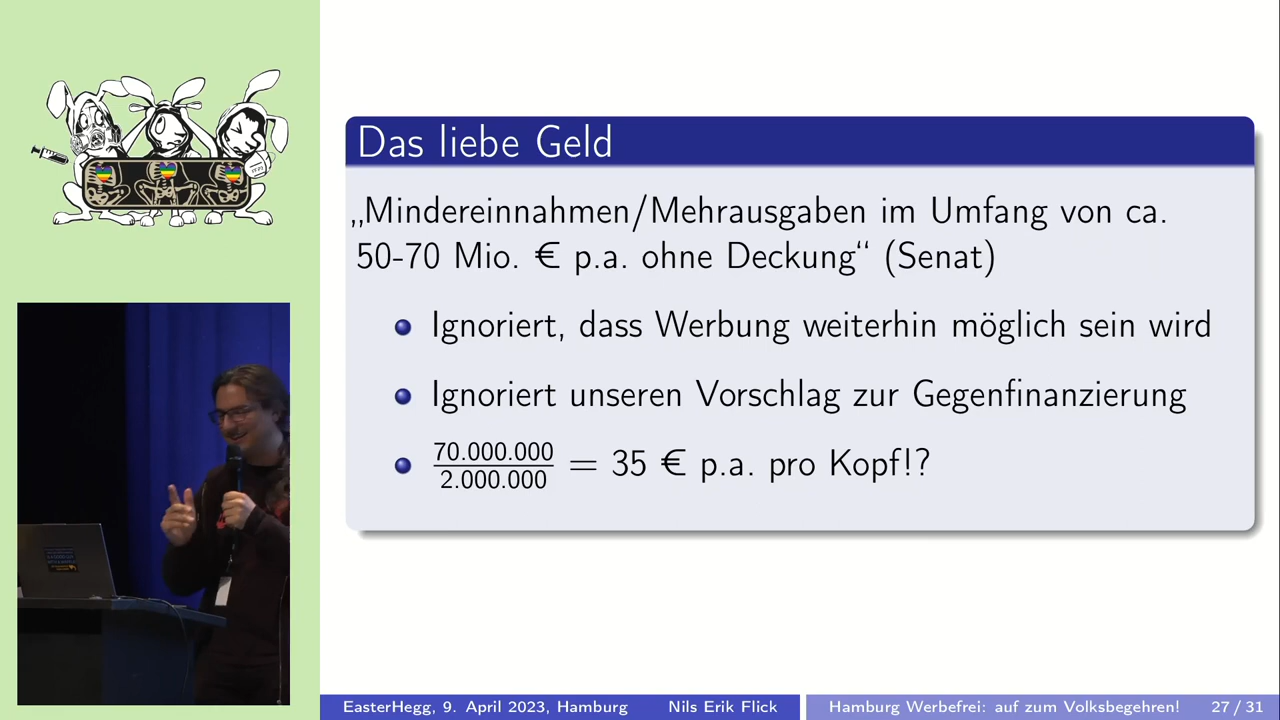 Das liebe Geld
„Mindereinnahmen/Mehrausgaben im Umfang von ca.
50-70 Mio. € p.a. ohne Deckung“ (Senat)
Ignoriert, dass Werbung weiterhin möglich sein wird
Ignoriert unseren Vorschlag zur Gegenfinanzierung
70.000.000
2.000.000
= 35 € p.a. pro Kopf!?
EasterHegg, 9. April 2023, Hamburg Nils Erik Flick Hamburg Werbefrei: auf zum Volksbegehren! 27 / 31